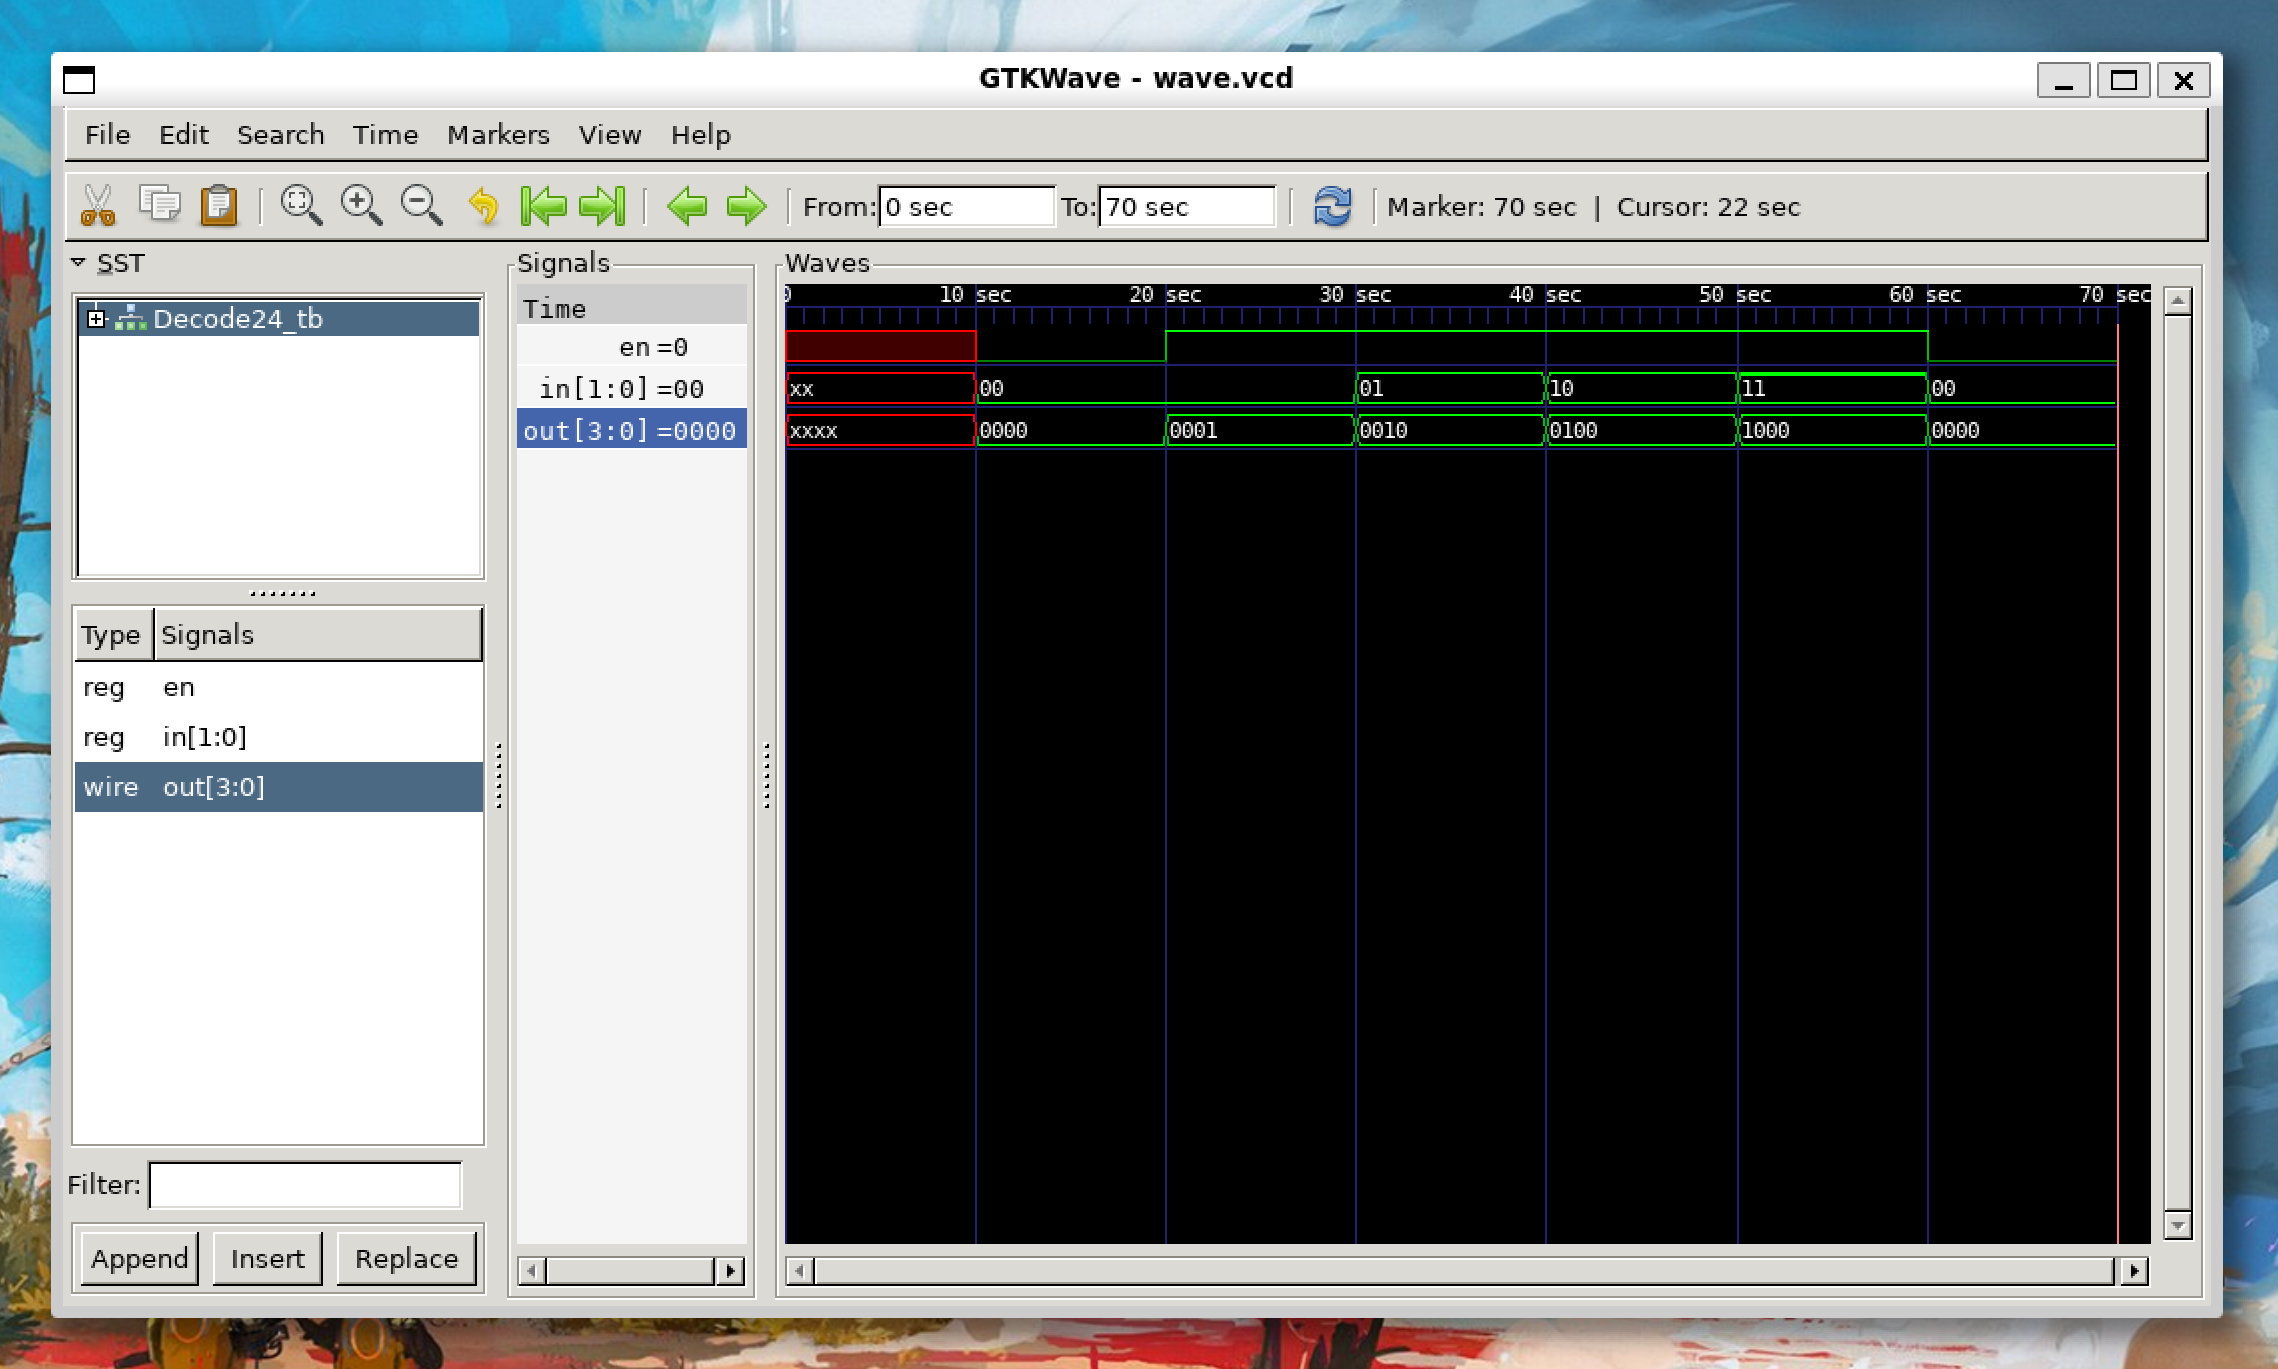 GTKWave - wave.vcd
File Edit Search Time Markers View Help
From: 0 sec To: 70 sec Marker: 70 sec | Cursor: 22 sec
SST
Decode24_tb
Type Signals
reg en
reg in[1:0]
wire out[3:0]
Filter:
Append Insert Replace
Signals
Time
en =0
in[1:0] =00
out[3:0] =0000
Waves
0 10 sec 20 sec 30 sec 40 sec 50 sec 60 sec 70 sec
xx 00 01 10 11 00
xxxx 0000 0001 0010 0100 1000 0000